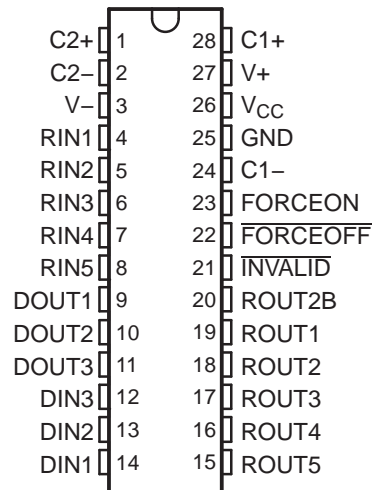 C2+ 1 28 C1+
C2− 2 27 V+
V− 3 26 VCC
RIN1 4 25 GND
RIN2 5 24 C1−
RIN3 6 23 FORCEON
RIN4 7 22 FORCEOFF
RIN5 8 21 INVALID
DOUT1 9 20 ROUT2B
DOUT2 10 19 ROUT1
DOUT3 11 18 ROUT2
DIN3 12 17 ROUT3
DIN2 13 16 ROUT4
DIN1 14 15 ROUT5